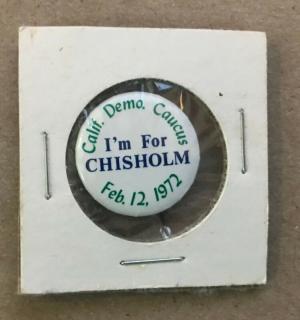 Calif. Demo. Caucus
I'm For
CHISHOLM
Feb. 12, 1972